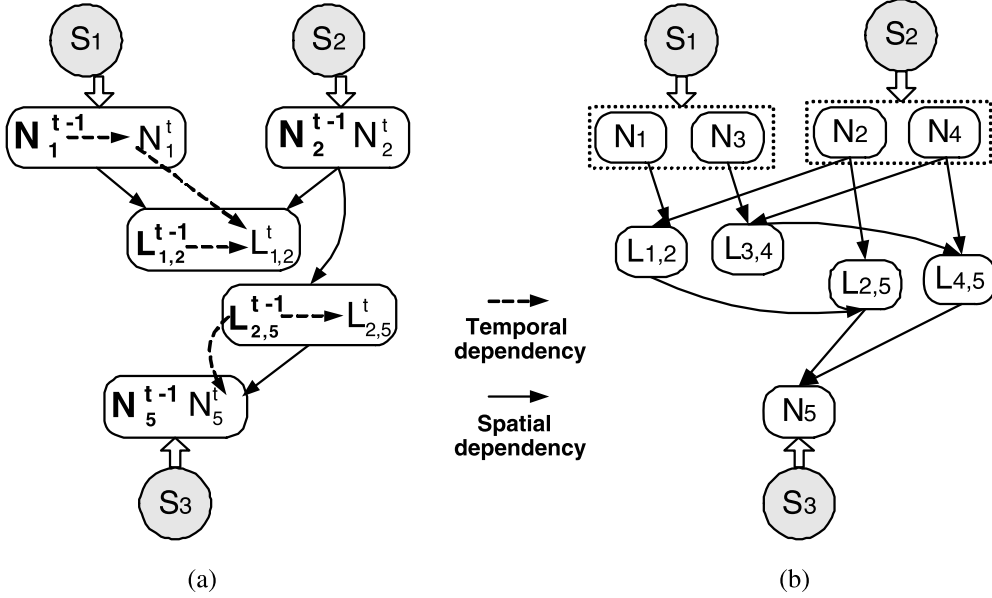 S1
S2
N1^{t-1} N1^{t}
N2^{t-1} N2^{t}
L1,2^{t-1} L1,2^{t}
L2,5^{t-1} L2,5^{t}
N5^{t-1} N5^{t}
S3
(a)
Temporal
dependency
Spatial
dependency
S1
S2
N1 N3
N2 N4
L1,2 L3,4
L2,5 L4,5
N5
S3
(b)